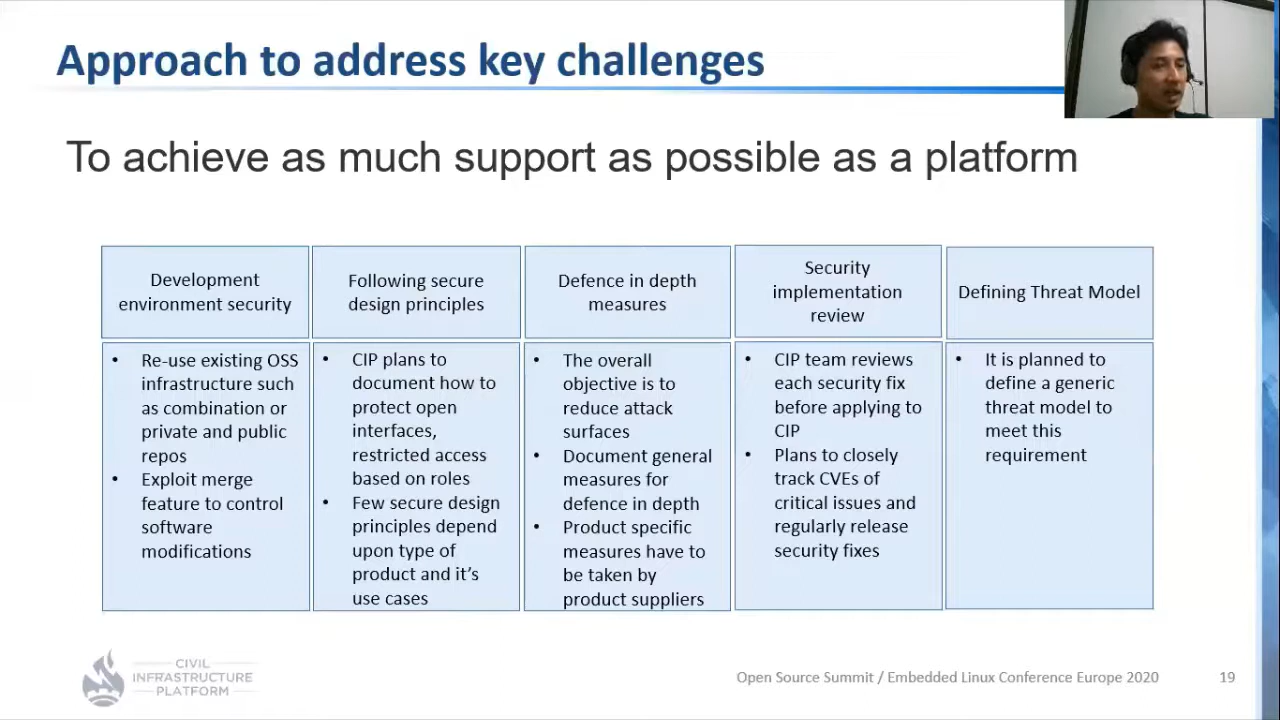 Approach to address key challenges
To achieve as much support as possible as a platform
Development
environment security
• Re-use existing OSS
infrastructure such
as combination or
private and public
repos
• Exploit merge
feature to control
software
modifications
Following secure
design principles
• CIP plans to
document how to
protect open
interfaces,
restricted access
based on roles
• Few secure design
principles depend
upon type of
product and it's
use cases
Defence in depth
measures
• The overall
objective is to
reduce attack
surfaces
• Document general
measures for
defence in depth
• Product specific
measures have to
be taken by
product suppliers
Security
implementation
review
• CIP team reviews
each security fix
before applying to
CIP
• Plans to closely
track CVEs of
critical issues and
regularly release
security fixes
Defining Threat Model
• It is planned to
define a generic
threat model to
meet this
requirement
CIVIL
INFRASTRUCTURE
PLATFORM
Open Source Summit / Embedded Linux Conference Europe 2020
19